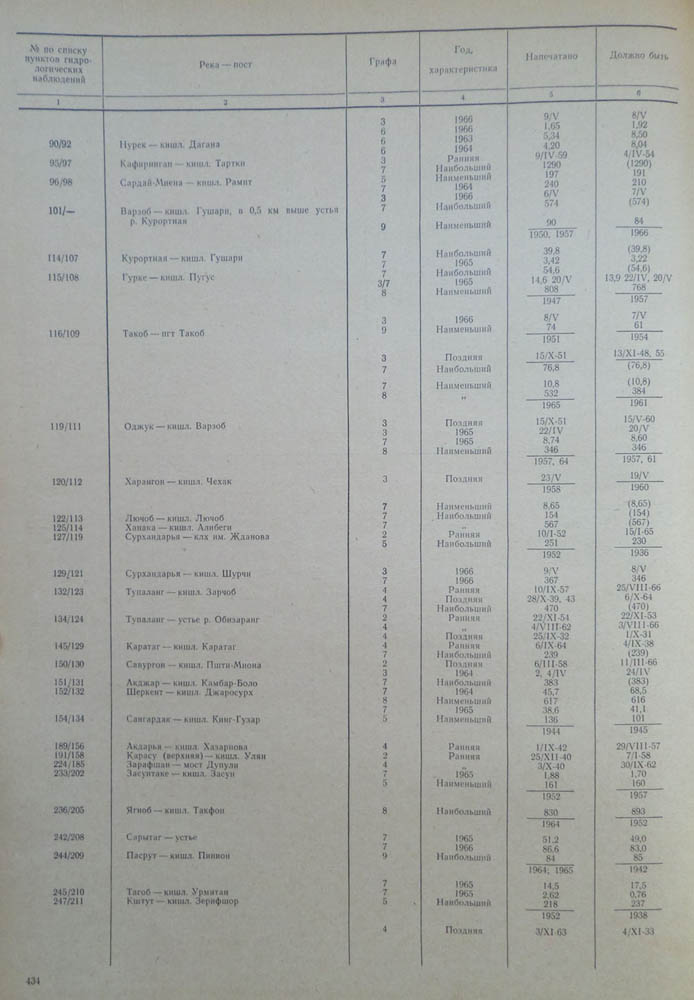 № по списку пунктов гидрологических наблюдений | Река — пост | Графа | Год, характеристика | Напечатано | Должно быть
1 | 2 | 3 | 4 | 5 | 6
3 | 1966 | 9/V | 8/V
6 | 1966 | 1,65 | 1,92
90/92 | Нурек — кишл. Дагана | 6 | 1963 | 5,34 | 8,50
6 | 1964 | 4,20 | 8,04
95/97 | Кафирниган — кишл. Тартки | 3 | Ранняя | 9/IV-59 | 4/IV-54
7 | Наибольший | 1290 | (1290)
96/98 | Сардай-Миена — кишл. Рамит | 5 | Наименьший | 197 | 191
7 | 1964 | 240 | 210
3 | 1966 | 6/V | 7/V
101/— | Варзоб — кишл. Гушари, в 0,5 км выше устья | 7 | Наибольший | 574 | (574)
р. Курортная | 9 | Наименьший | 90 | 84
1950, 1957 | 1966
114/107 | Курортная — кишл. Гушари | 7 | Наибольший | 39,8 | (39,8)
7 | 1965 | 3,42 | 3,22
115/108 | Гурке — кишл. Пугус | 7 | Наибольший | 54,6 | (54,6)
3/7 | 1965 | 14,6 20/V | 13,9 22/IV, 20/V
8 | Наименьший | 808 | 768
1947 | 1957
3 | 1966 | 8/V | 7/V
116/109 | Такоб — пгт Такоб | 9 | Наименьший | 74 | 61
1951 | 1954
3 | Поздняя | 15/X-51 | 13/XI-48, 55
7 | Наибольший | 76,8 | (76,8)
7 | Наименьший | 10,8 | (10,8)
8 | „ | 532 | 384
1965 | 1961
119/111 | Оджук — кишл. Варзоб | 3 | Поздняя | 15/X-51 | 15/V-60
3 | 1965 | 22/IV | 20/V
7 | 1965 | 8,74 | 8,60
8 | Наименьший | 346 | 346
1957, 64 | 1957, 61
120/112 | Харангон — кишл. Чехак | 3 | Поздняя | 23/V | 19/V
1958 | 1960
7 | Наименьший | 8,65 | (8,65)
122/113 | Лючоб — кишл. Лючоб | 7 | Наибольший | 154 | (154)
125/114 | Ханака — кишл. Алибеги | 7 | „ | 567 | (567)
127/119 | Сурхандарья — клх им. Жданова | 2 | Ранняя | 10/I-52 | 15/I-65
5 | Наибольший | 251 | 230
1952 | 1936
129/121 | Сурхандарья — кишл. Шурчи | 3 | 1966 | 9/V | 8/V
7 | 1966 | 367 | 346
132/123 | Тупаланг — кишл. Зарчоб | 4 | Ранняя | 10/IX-57 | 25/VIII-66
4 | Поздняя | 28/X-39, 43 | 6/X-64
7 | Наибольший | 470 | (470)
134/124 | Тупаланг — устье р. Обизаранг | 2 | Ранняя | 22/XI-51 | 22/XI-53
4 | „ | 4/VIII-62 | 3/VIII-66
4 | Поздняя | 25/IX-32 | 1/X-31
145/129 | Каратаг — кишл. Каратаг | 4 | Ранняя | 6/IX-64 | 4/IX-38
7 | Наибольший | 239 | (239)
150/130 | Савургон — кишл. Пшти-Миона | 2 | Поздняя | 6/III-58 | 11/III-66
3 | 1964 | 2, 4/IV | 24/IV
151/131 | Акджар — кишл. Камбар-Боло | 7 | Наибольший | 383 | (383)
152/132 | Шеркент — кишл. Джаросурх | 7 | 1964 | 45,7 | 68,5
8 | Наименьший | 617 | 616
7 | 1965 | 38,6 | 41,1
154/134 | Сангардак — кишл. Кинг-Гузар | 5 | Наименьший | 136 | 101
1944 | 1945
189/156 | Акдарья — кишл. Хазарнова | 4 | Ранняя | 1/IX-42 | 29/VIII-57
191/158 | Карасу (верхняя) — кишл. Улян | 2 | Ранняя | 25/XII-40 | 7/I-58
224/185 | Зарафшан — мост Дупули | 4 | „ | 3/X-40 | 30/IX-62
233/202 | Засунтаке — кишл. Засун | 7 | 1965 | 1,88 | 1,70
5 | Наименьший | 161 | 160
1952 | 1957
236/205 | Ягноб — кишл. Такфон | 8 | Наибольший | 830 | 893
1964 | 1952
242/208 | Сарытаг — устье | 7 | 1965 | 51,2 | 49,0
7 | 1966 | 86,6 | 83,0
244/209 | Пасрут — кишл. Пиннон | 9 | Наибольший | 84 | 85
1964; 1965 | 1942
7 | 1965 | 14,5 | 17,5
245/210 | Тагоб — кишл. Урметан | 7 | 1965 | 2,62 | 0,76
247/211 | Кштут — кишл. Зерифшор | 5 | Наибольший | 218 | 237
1952 | 1938
4 | Поздняя | 3/XI-63 | 4/XI-33
434